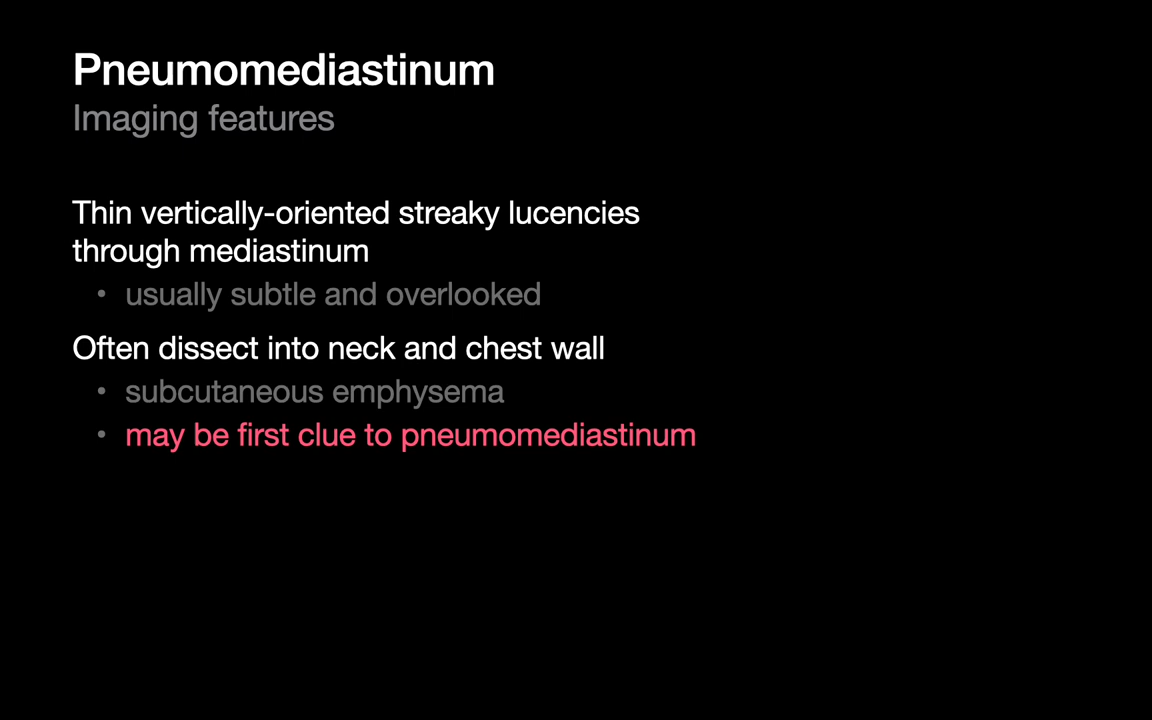 Pneumomediastinum
Imaging features
Thin vertically-oriented streaky lucencies
through mediastinum
• usually subtle and overlooked
Often dissect into neck and chest wall
• subcutaneous emphysema
• may be first clue to pneumomediastinum